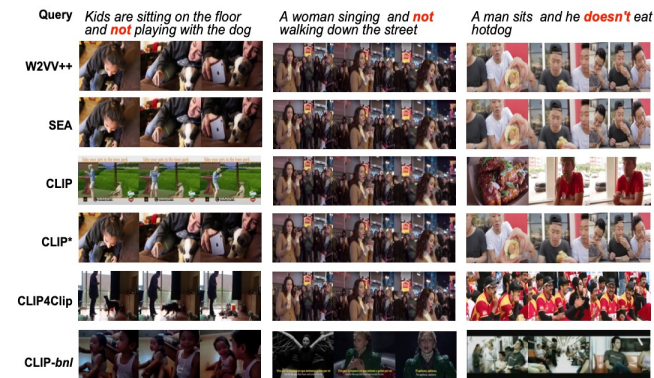 Query
Kids are sitting on the floor
and not playing with the dog
A woman singing and not
walking down the street
A man sits and he doesn't eat
hotdog
W2VV++
SEA
CLIP
CLIP*
CLIP4Clip
CLIP-bnl